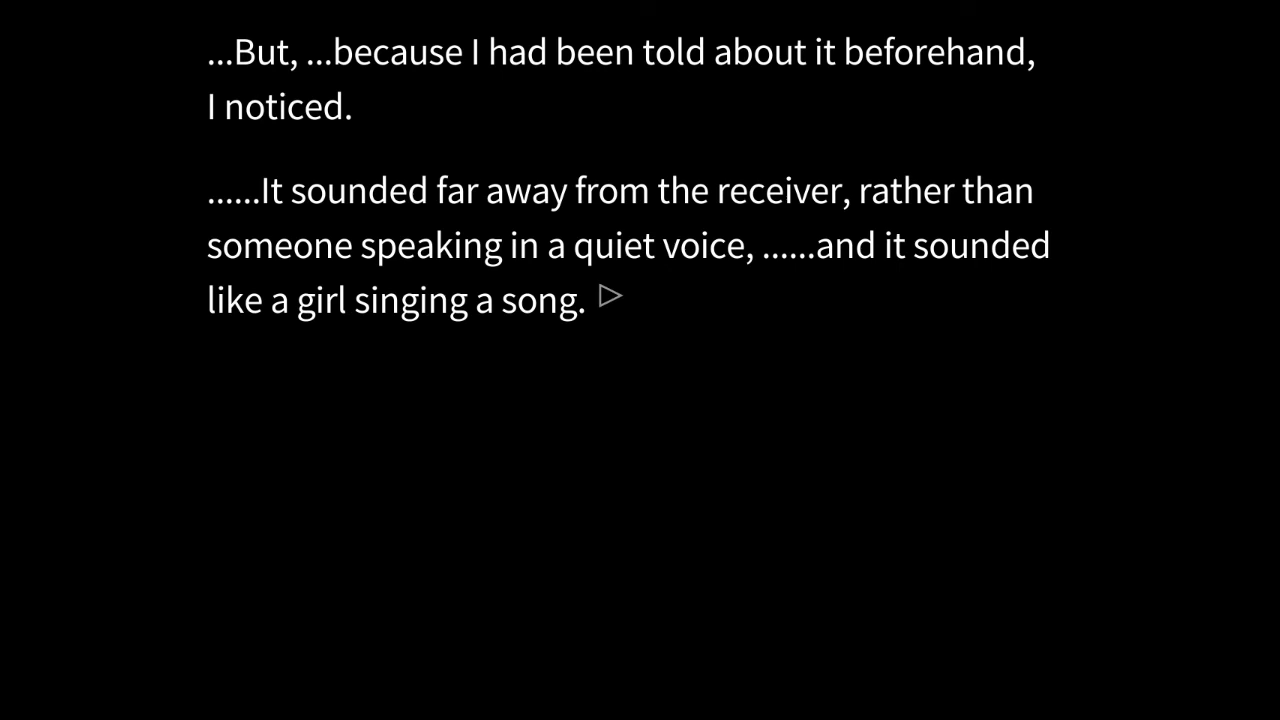 ...But, ...because I had been told about it beforehand,
I noticed.
......It sounded far away from the receiver, rather than
someone speaking in a quiet voice, ......and it sounded
like a girl singing a song.